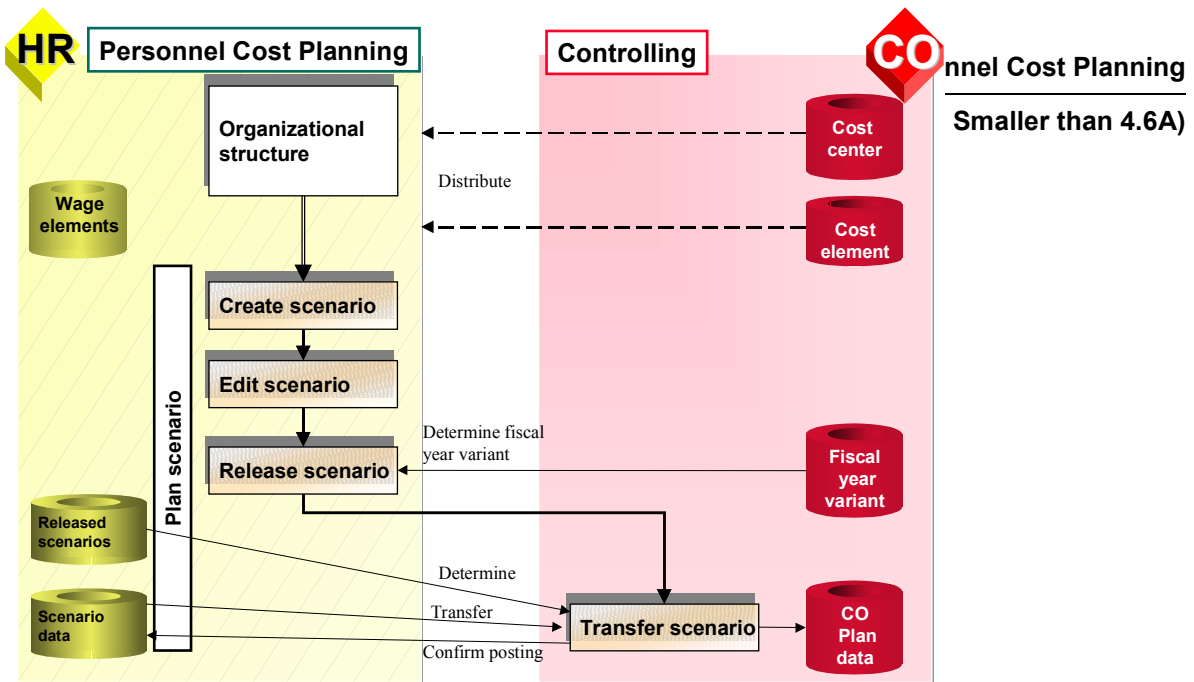 HR
Personnel Cost Planning
Controlling
CO
nnel Cost Planning
Smaller than 4.6A)
Organizational
structure
Cost
center
Distribute
Wage
elements
Cost
element
Create scenario
Edit scenario
Plan scenario
Release scenario
Determine fiscal
year variant
Fiscal
year
variant
Released
scenarios
Determine
Scenario
data
Transfer
Transfer scenario
Confirm posting
CO
Plan
data